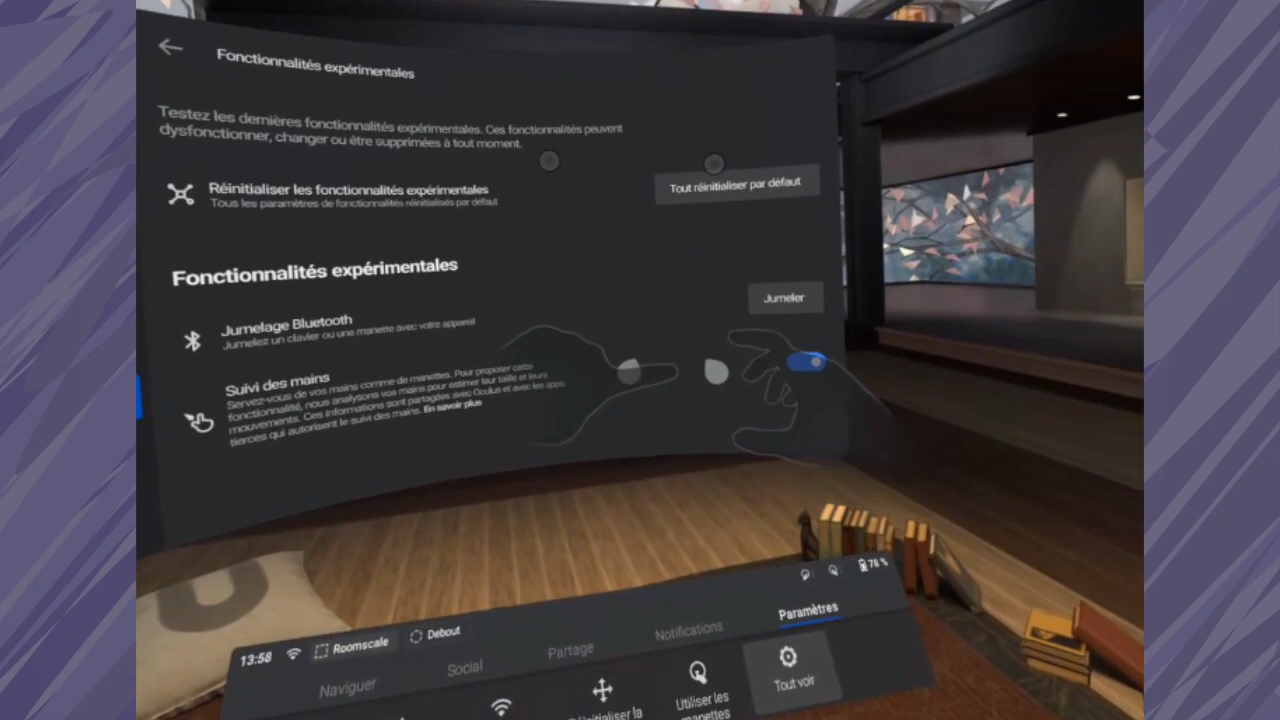 Fonctionnalités expérimentales
Testez les dernières fonctionnalités expérimentales. Ces fonctionnalités peuvent
dysfonctionner, changer ou être supprimées à tout moment.
Réinitialiser les fonctionnalités expérimentales
Tous les paramètres de fonctionnalités réinitialisés par défaut
Tout réinitialiser par défaut
Fonctionnalités expérimentales
Jumelage Bluetooth
Jumelez un clavier ou une manette avec votre appareil
Jumeler
Suivi des mains
Servez-vous de vos mains comme de manettes. Pour proposer cette
fonctionnalité, nous analysons vos mains pour estimer leur taille et leurs
mouvements. Ces informations sont partagées avec Oculus et avec les apps
tierces qui autorisent le suivi des mains. En savoir plus
13:58
Roomscale
Debout
78 %
Naviguer
Social
Partage
Notifications
Paramètres
Réinitialiser la
Utiliser les
manettes
Tout voir